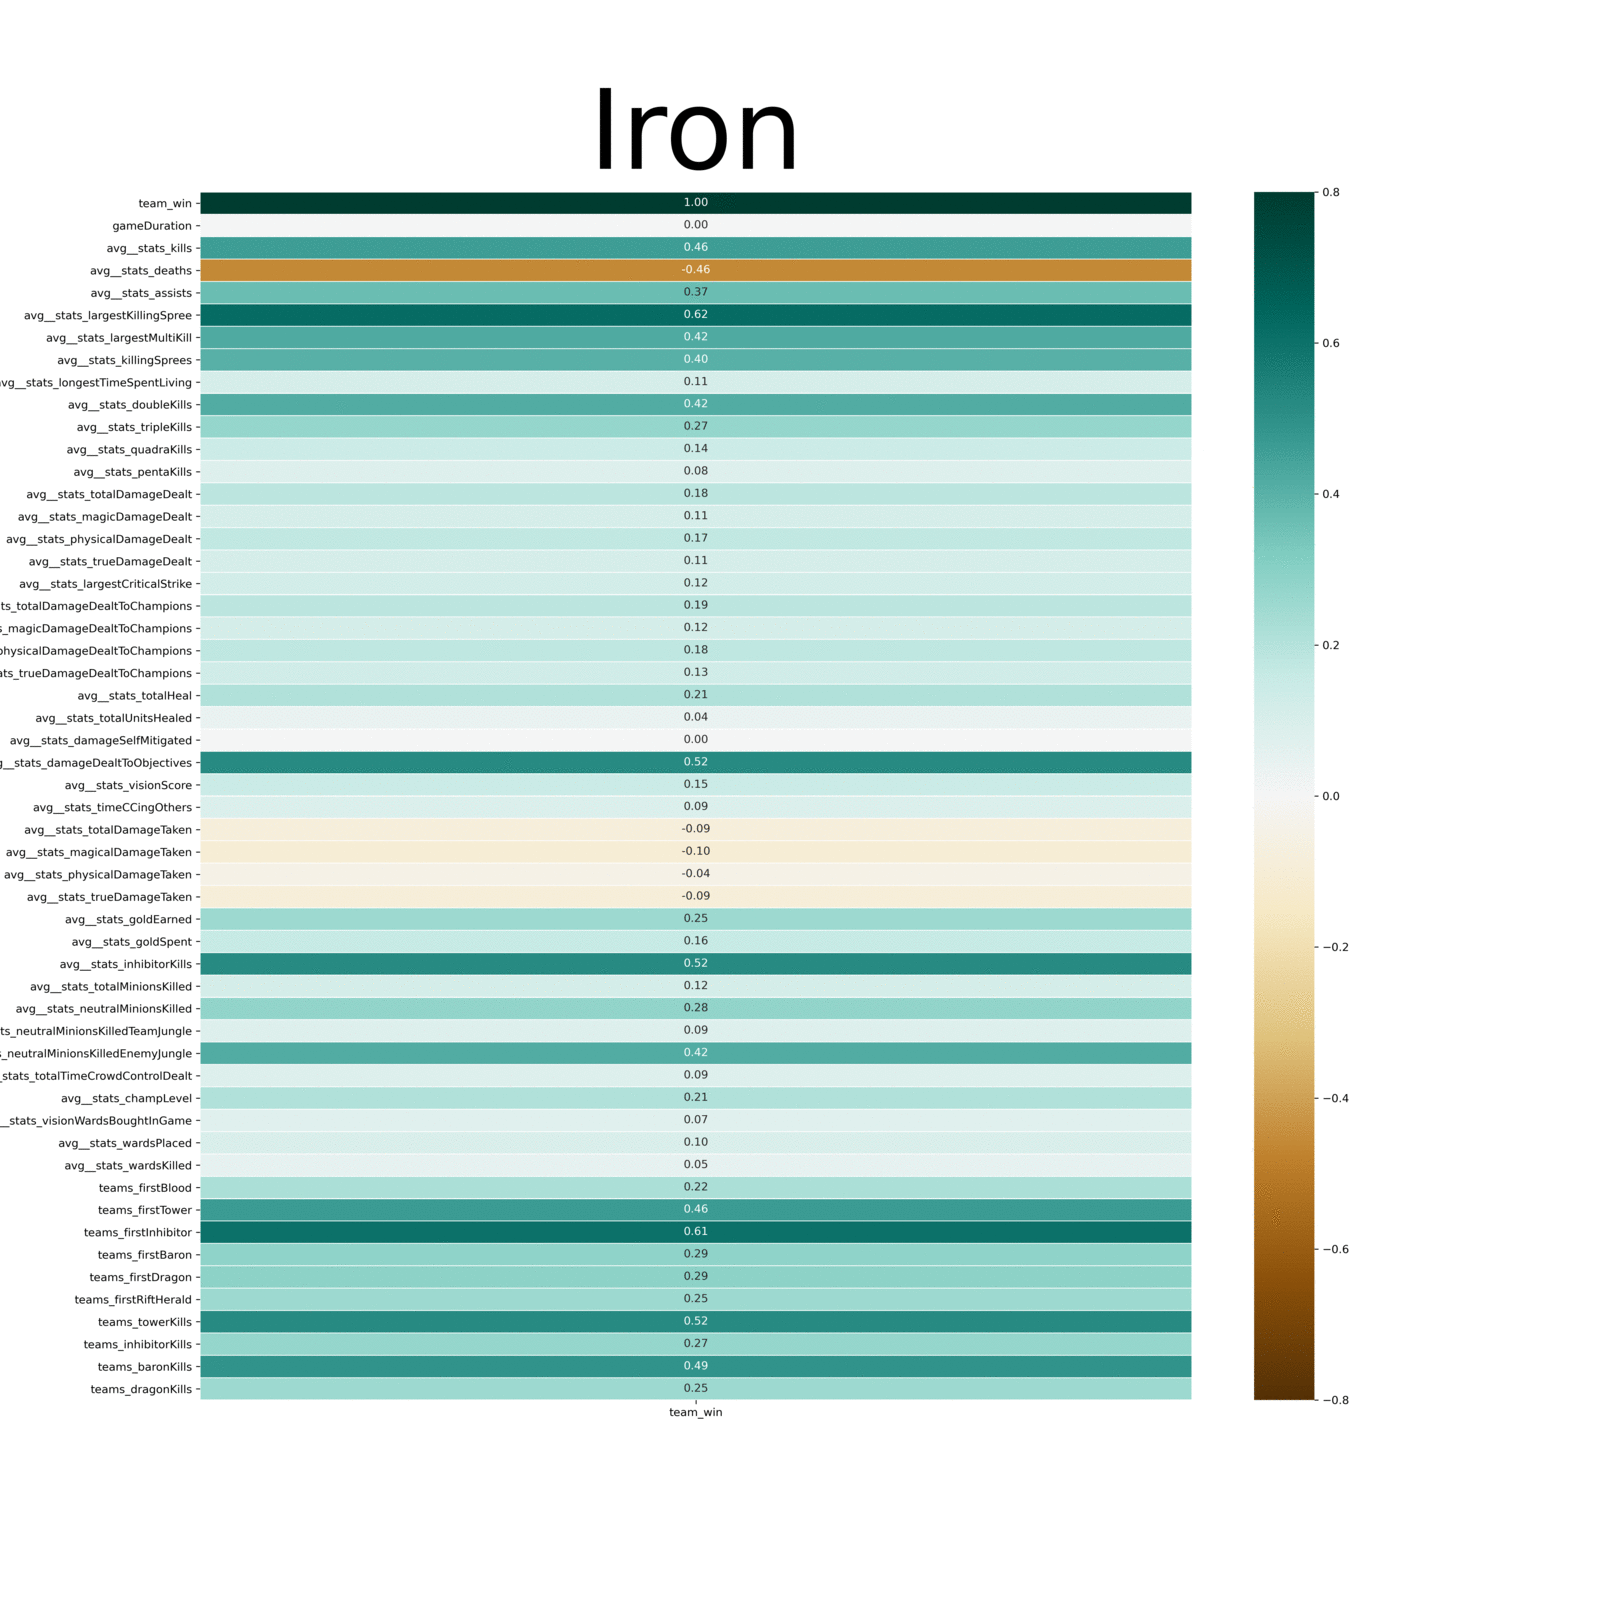 Iron
team_win 1.00
gameDuration 0.00
avg__stats_kills 0.46
avg__stats_deaths -0.46
avg__stats_assists 0.37
avg__stats_largestKillingSpree 0.62
avg__stats_largestMultiKill 0.42
avg__stats_killingSprees 0.40
vg__stats_longestTimeSpentLiving 0.11
avg__stats_doubleKills 0.42
avg__stats_tripleKills 0.27
avg__stats_quadraKills 0.14
avg__stats_pentaKills 0.08
avg__stats_totalDamageDealt 0.18
avg__stats_magicDamageDealt 0.11
avg__stats_physicalDamageDealt 0.17
avg__stats_trueDamageDealt 0.11
avg__stats_largestCriticalStrike 0.12
ts_totalDamageDealtToChampions 0.19
s_magicDamageDealtToChampions 0.12
physicalDamageDealtToChampions 0.18
ats_trueDamageDealtToChampions 0.13
avg__stats_totalHeal 0.21
avg__stats_totalUnitsHealed 0.04
avg__stats_damageSelfMitigated 0.00
g__stats_damageDealtToObjectives 0.52
avg__stats_visionScore 0.15
avg__stats_timeCCingOthers 0.09
avg__stats_totalDamageTaken -0.09
avg__stats_magicalDamageTaken -0.10
avg__stats_physicalDamageTaken -0.04
avg__stats_trueDamageTaken -0.09
avg__stats_goldEarned 0.25
avg__stats_goldSpent 0.16
avg__stats_inhibitorKills 0.52
avg__stats_totalMinionsKilled 0.12
avg__stats_neutralMinionsKilled 0.28
ts_neutralMinionsKilledTeamJungle 0.09
s_neutralMinionsKilledEnemyJungle 0.42
_stats_totalTimeCrowdControlDealt 0.09
avg__stats_champLevel 0.21
__stats_visionWardsBoughtInGame 0.07
avg__stats_wardsPlaced 0.10
avg__stats_wardsKilled 0.05
teams_firstBlood 0.22
teams_firstTower 0.46
teams_firstInhibitor 0.61
teams_firstBaron 0.29
teams_firstDragon 0.29
teams_firstRiftHerald 0.25
teams_towerKills 0.52
teams_inhibitorKills 0.27
teams_baronKills 0.49
teams_dragonKills 0.25
team_win
0.8
0.6
0.4
0.2
0.0
−0.2
−0.4
−0.6
−0.8